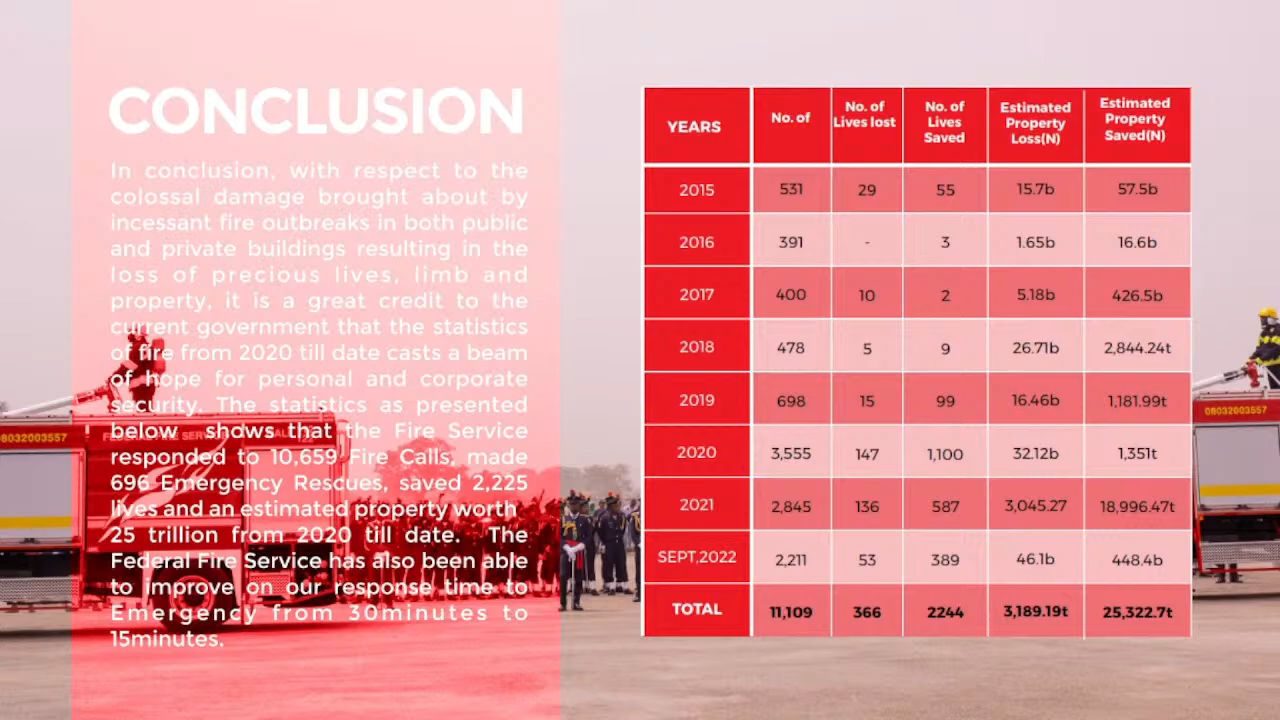 CONCLUSION
In conclusion, with respect to the
colossal damage brought about by
incessant fire outbreaks in both public
and private buildings resulting in the
loss of precious lives, limb and
property, it is a great credit to the
current government that the statistics
of fire from 2020 till date casts a beam
of hope for personal and corporate
security. The statistics as presented
below shows that the Fire Service
responded to 10,659 Fire Calls, made
696 Emergency Rescues, saved 2,225
lives and an estimated property worth
25 trillion from 2020 till date. The
Federal Fire Service has also been able
to improve on our response time to
Emergency from 30minutes to
15minutes.
YEARS No. of No. of Lives lost No. of Lives Saved Estimated Property Loss(N) Estimated Property Saved(N)
2015 531 29 55 15.7b 57.5b
2016 391 - 3 1.65b 16.6b
2017 400 10 2 5.18b 426.5b
2018 478 5 9 26.71b 2,844.24t
2019 698 15 99 16.46b 1,181.99t
2020 3,555 147 1,100 32.12b 1,351t
2021 2,845 136 587 3,045.27 18,996.47t
SEPT,2022 2,211 53 389 46.1b 448.4b
TOTAL 11,109 366 2244 3,189.19t 25,322.7t
08032003557
FEDERAL FIRE SERVICE
08032003557